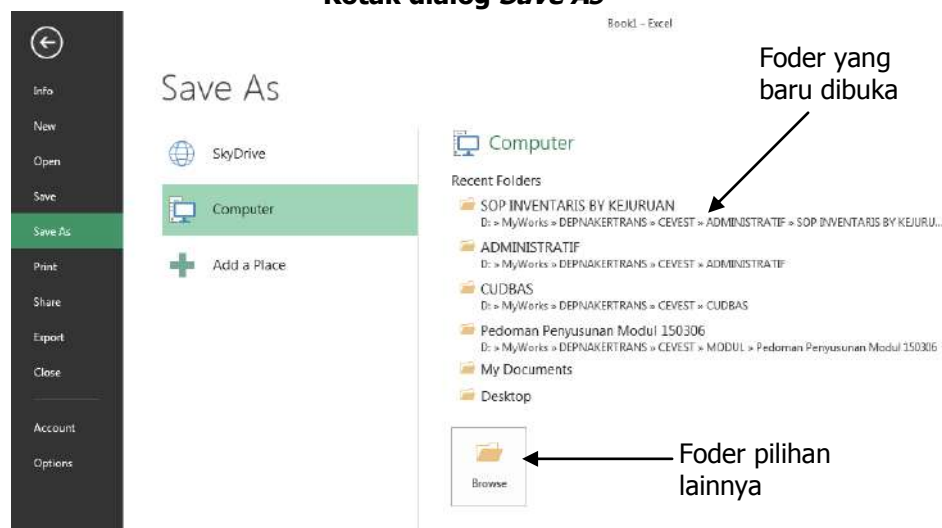 Kotak dialog Save As
Book1 - Excel
Foder yang
baru dibuka
Info
New
Open
Save
Save As
Print
Share
Export
Close
Account
Options
Save As
SkyDrive
Computer
Add a Place
Computer
Recent Folders
SOP INVENTARIS BY KEJURUAN
D: » MyWorks » DEPNAKERTRANS » CEVEST » ADMINISTRATIF » SOP INVENTARIS BY KEJURU...
ADMINISTRATIF
D: » MyWorks » DEPNAKERTRANS » CEVEST » ADMINISTRATIF
CUDBAS
D: » MyWorks » DEPNAKERTRANS » CEVEST » CUDBAS
Pedoman Penyusunan Modul 150306
D: » MyWorks » DEPNAKERTRANS » CEVEST » MODUL » Pedoman Penyusunan Modul 150306
My Documents
Desktop
Browse
Foder pilihan
lainnya